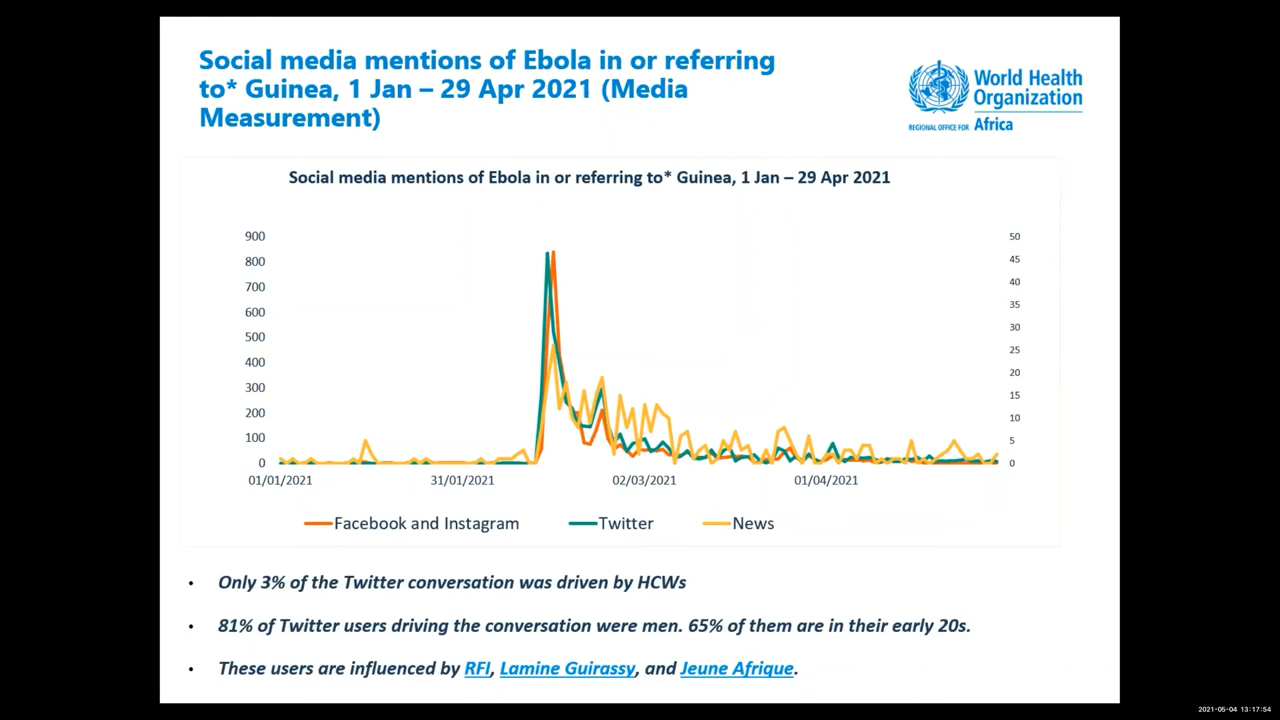 Social media mentions of Ebola in or referring
to* Guinea, 1 Jan – 29 Apr 2021 (Media
Measurement)
World Health
Organization
REGIONAL OFFICE FOR Africa
Social media mentions of Ebola in or referring to* Guinea, 1 Jan – 29 Apr 2021
900
800
700
600
500
400
300
200
100
0
50
45
40
35
30
25
20
15
10
5
0
01/01/2021 31/01/2021 02/03/2021 01/04/2021
Facebook and Instagram Twitter News
• Only 3% of the Twitter conversation was driven by HCWs
• 81% of Twitter users driving the conversation were men. 65% of them are in their early 20s.
• These users are influenced by RFI, Lamine Guirassy, and Jeune Afrique.
2021-05-04 13:17:54